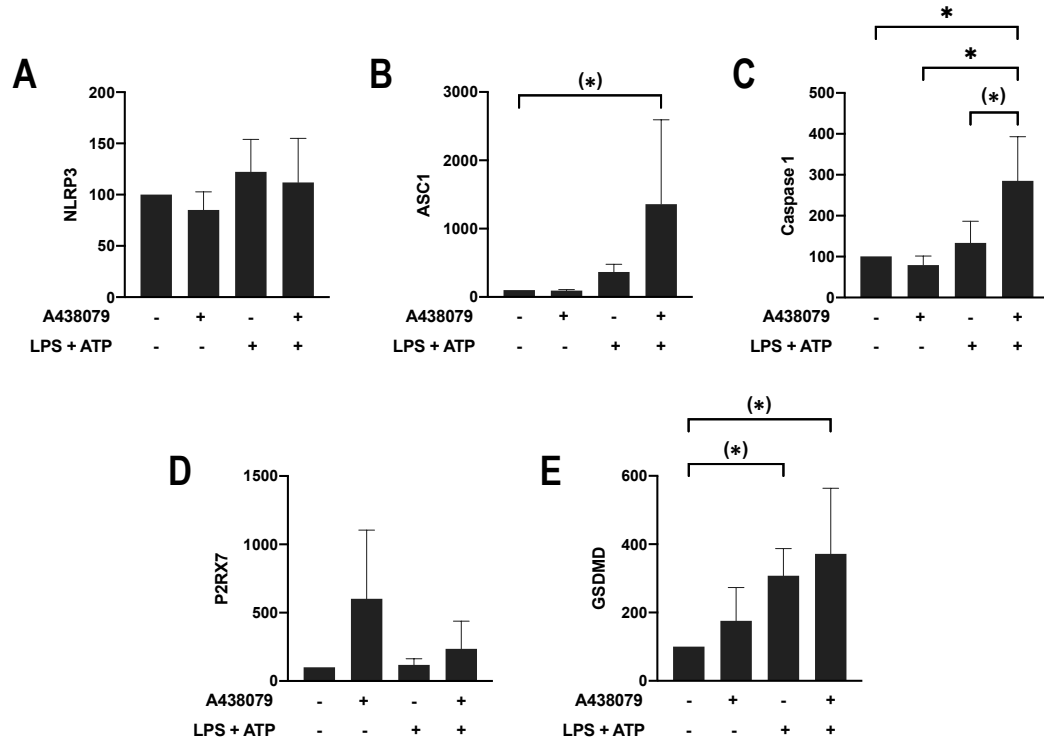 A
NLRP3
200
150
100
50
0
A438079 - + - +
LPS + ATP - - + +
B
(*)
ASC1
3000
2000
1000
0
A438079 - + - +
LPS + ATP - - + +
C
*
*
(*)
Caspase 1
500
400
300
200
100
0
A438079 - + - +
LPS + ATP - - + +
D
P2RX7
1500
1000
500
0
A438079 - + - +
LPS + ATP - - + +
E
(*)
(*)
GSDMD
600
400
200
0
A438079 - + - +
LPS + ATP - - + +